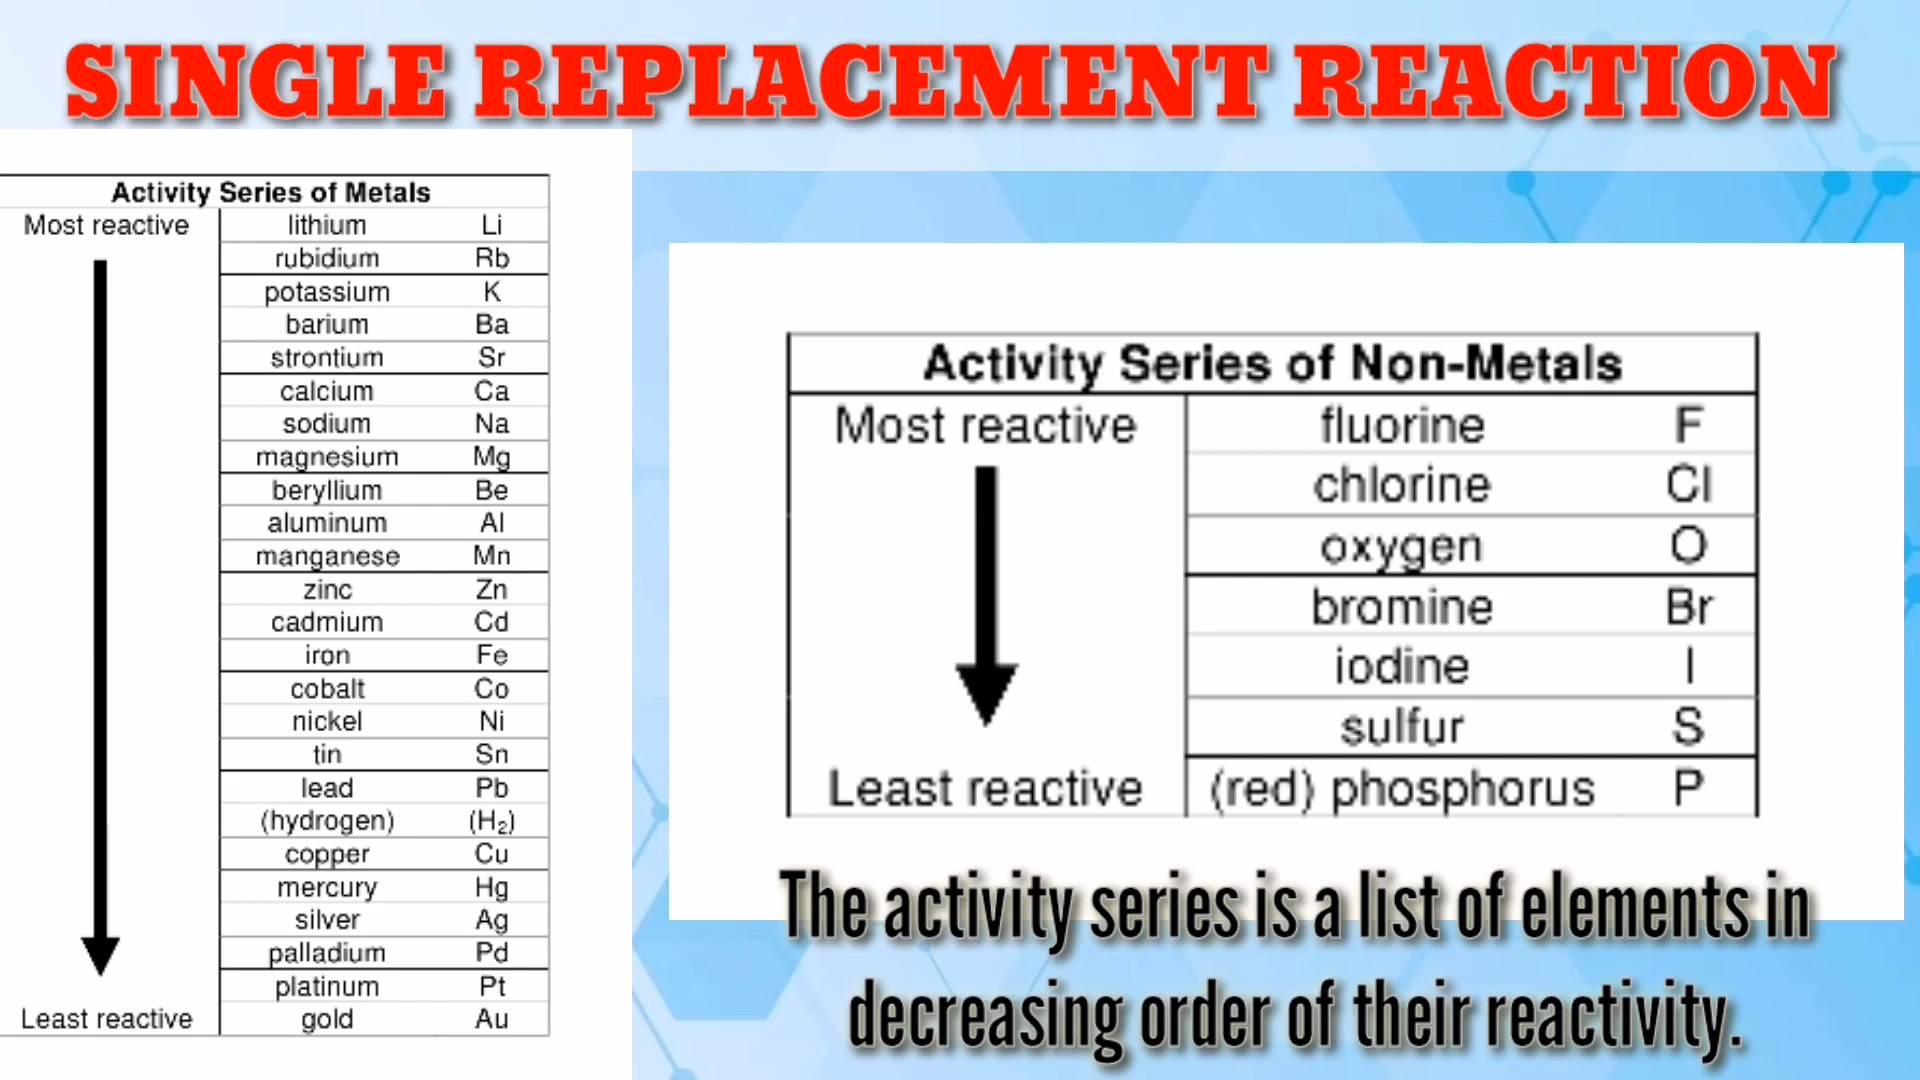 SINGLE REPLACEMENT REACTION
Activity Series of Metals
Most reactive lithium Li
rubidium Rb
potassium K
barium Ba
strontium Sr
calcium Ca
sodium Na
magnesium Mg
beryllium Be
aluminum Al
manganese Mn
zinc Zn
cadmium Cd
iron Fe
cobalt Co
nickel Ni
tin Sn
lead Pb
(hydrogen) (H₂)
copper Cu
mercury Hg
silver Ag
palladium Pd
platinum Pt
Least reactive gold Au
Activity Series of Non-Metals
Most reactive fluorine F
chlorine Cl
oxygen O
bromine Br
iodine I
sulfur S
Least reactive (red) phosphorus P
The activity series is a list of elements in
decreasing order of their reactivity.